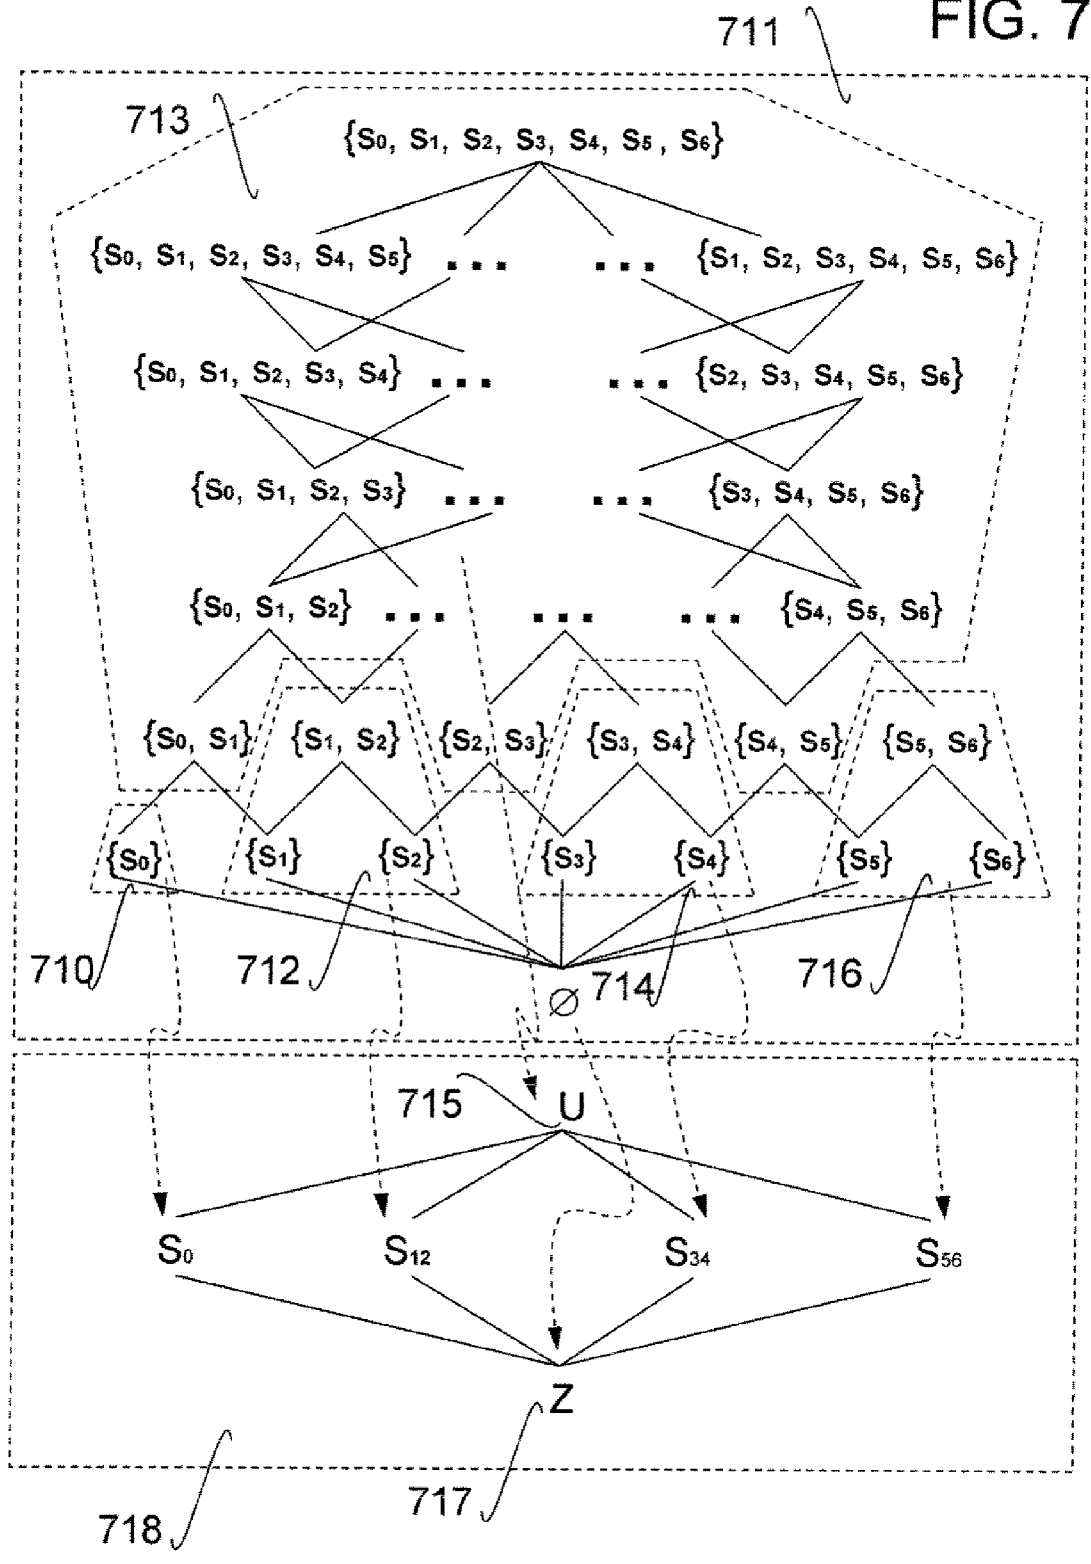 FIG. 7
711
713
{S0, S1, S2, S3, S4, S5, S6}
{S0, S1, S2, S3, S4, S5} ... ... {S1, S2, S3, S4, S5, S6}
{S0, S1, S2, S3, S4} ... ... {S2, S3, S4, S5, S6}
{S0, S1, S2, S3} ... ... {S3, S4, S5, S6}
{S0, S1, S2} ... ... ... {S4, S5, S6}
{S0, S1} {S1, S2} {S2, S3} {S3, S4} {S4, S5} {S5, S6}
{S0} {S1} {S2} {S3} {S4} {S5} {S6}
710 712 714 716
∅
715 U
S0 S12 S34 S56
Z
717
718